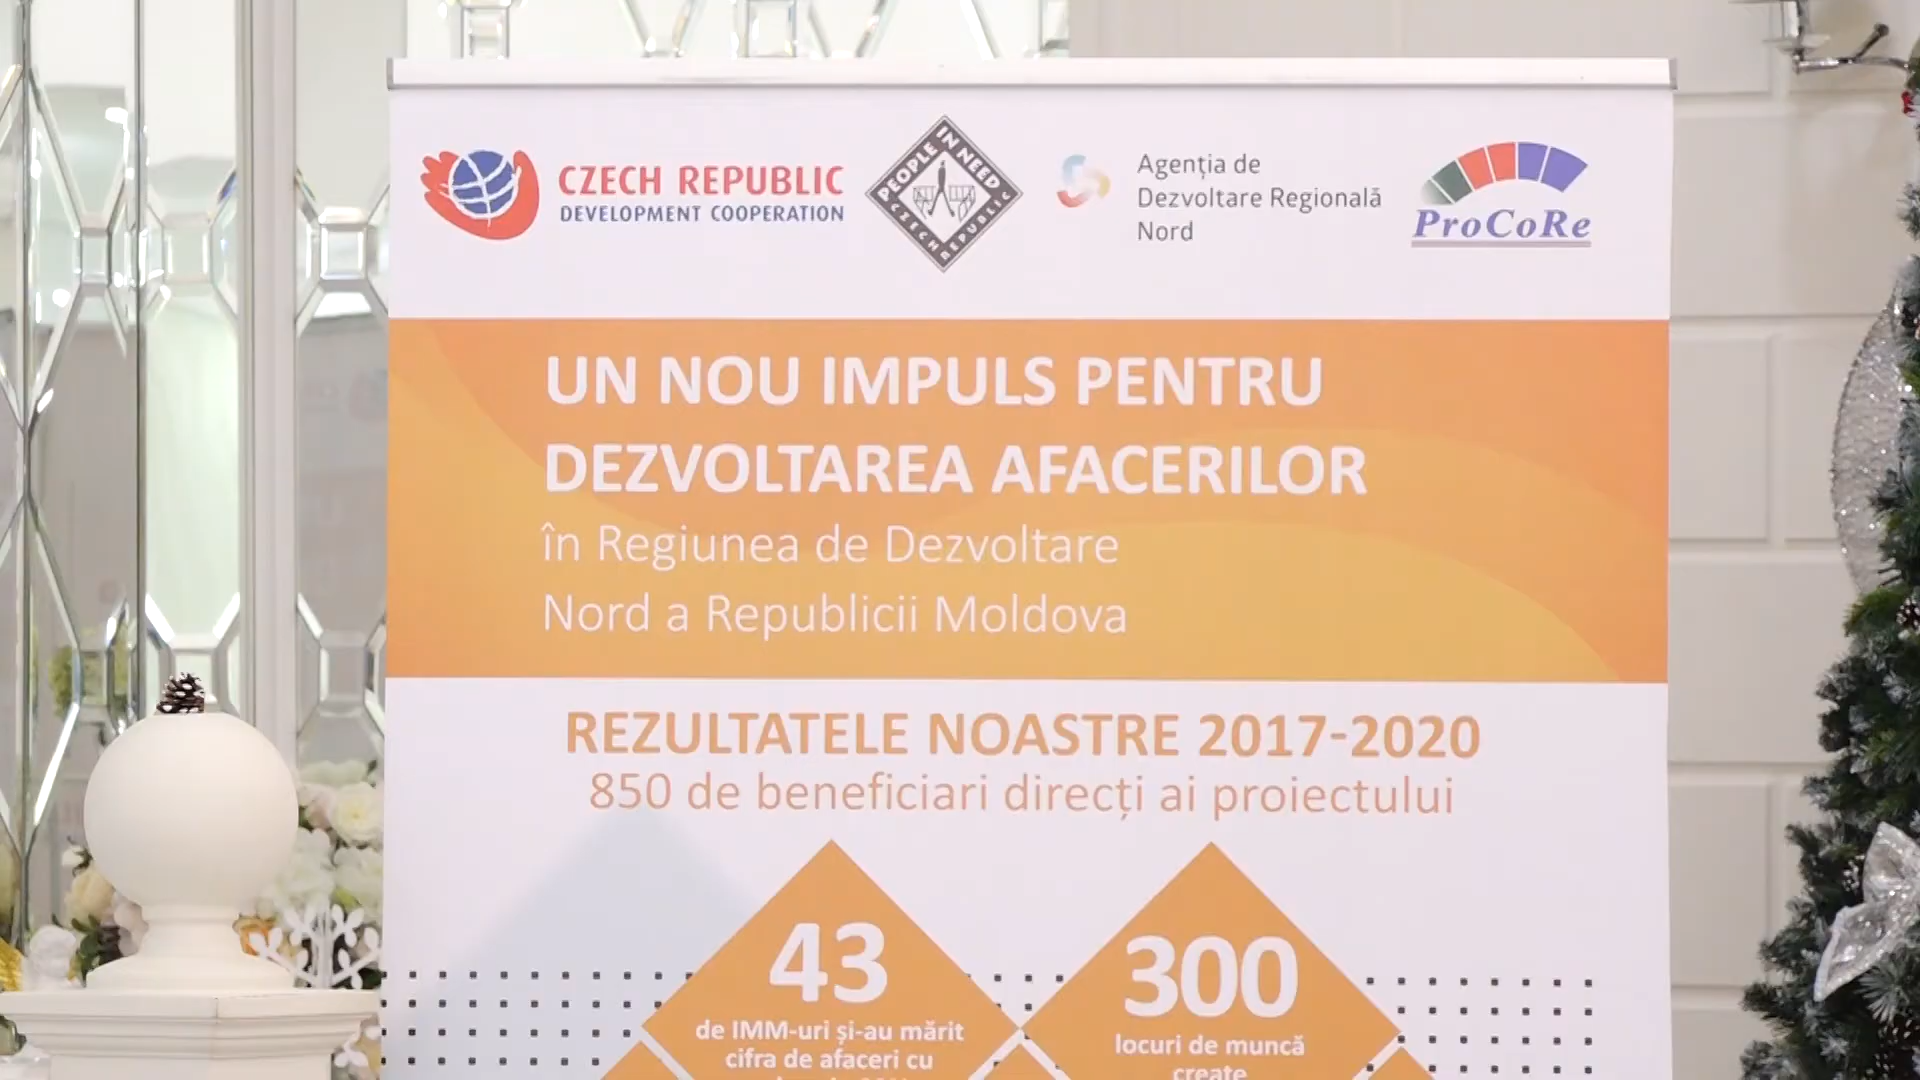 CZECH REPUBLIC
DEVELOPMENT COOPERATION
PEOPLE IN NEED
CZECH REPUBLIC
Agenția de
Dezvoltare Regională
Nord
ProCoRe
UN NOU IMPULS PENTRU
DEZVOLTAREA AFACERILOR
în Regiunea de Dezvoltare
Nord a Republicii Moldova
REZULTATELE NOASTRE 2017-2020
850 de beneficiari direcți ai proiectului
43
de IMM-uri și-au mărit
cifra de afaceri cu
300
locuri de muncă
create